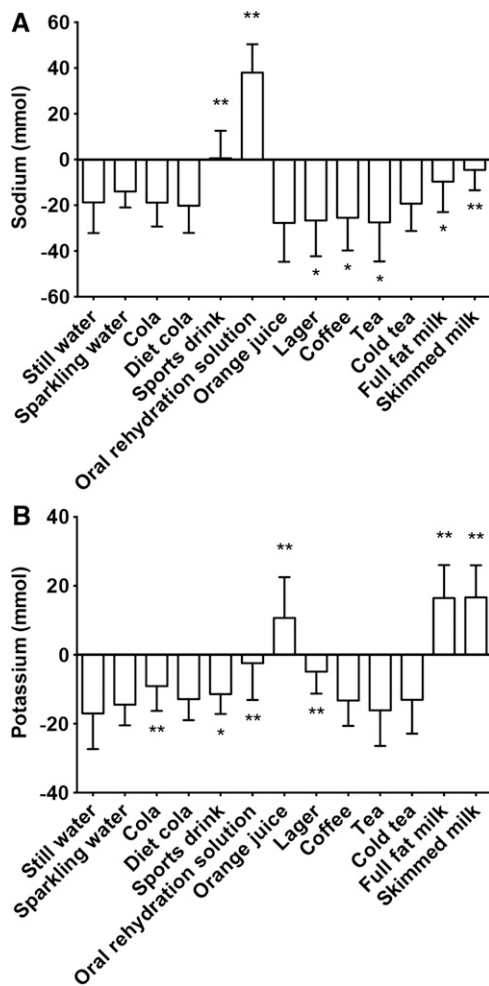 A
Sodium (mmol)
60
40
20
0
-20
-40
-60
**
**
*
*
*
*
**
Still water
Sparkling water
Cola
Diet cola
Sports drink
Oral rehydration solution
Orange juice
Lager
Coffee
Tea
Cold tea
Full fat milk
Skimmed milk
B
Potassium (mmol)
40
20
0
-20
-40
**
*
**
**
**
**
**
Still water
Sparkling water
Cola
Diet cola
Sports drink
Oral rehydration solution
Orange juice
Lager
Coffee
Tea
Cold tea
Full fat milk
Skimmed milk